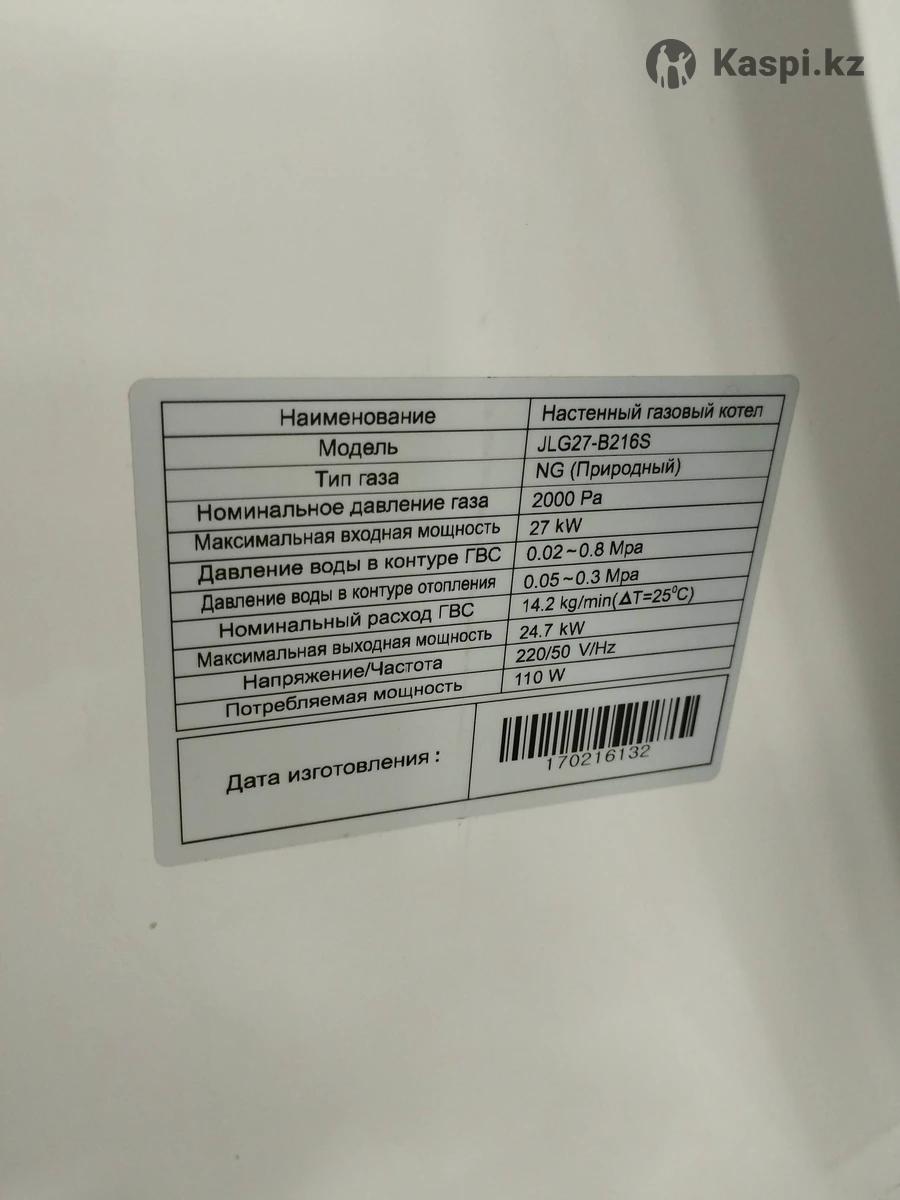 Kaspi.kz
Наименование Настенный газовый котел
Модель JLG27-B216S
Тип газа NG (Природный)
Номинальное давление газа 2000 Pa
Максимальная входная мощность 27 kW
Давление воды в контуре ГВС 0.02~0.8 Mpa
Давление воды в контуре отопления 0.05~0.3 Mpa
Номинальный расход ГВС 14.2 kg/min(ΔT=25⁰C)
Максимальная выходная мощность 24.7 kW
Напряжение/Частота 220/50 V/Hz
Потребляемая мощность 110 W
Дата изготовления : 170216132